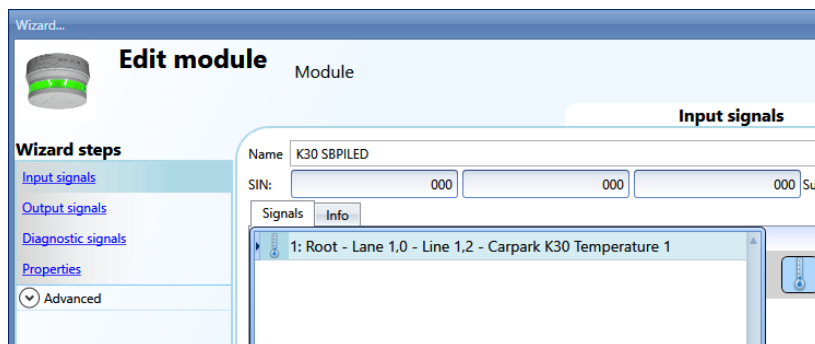 Wizard...
Edit module
Module
Input signals
Wizard steps
Input signals
Output signals
Diagnostic signals
Properties
Advanced
Name K30 SBPILED
SIN: 000 000 000 Su
Signals Info
1: Root - Lane 1,0 - Line 1,2 - Carpark K30 Temperature 1